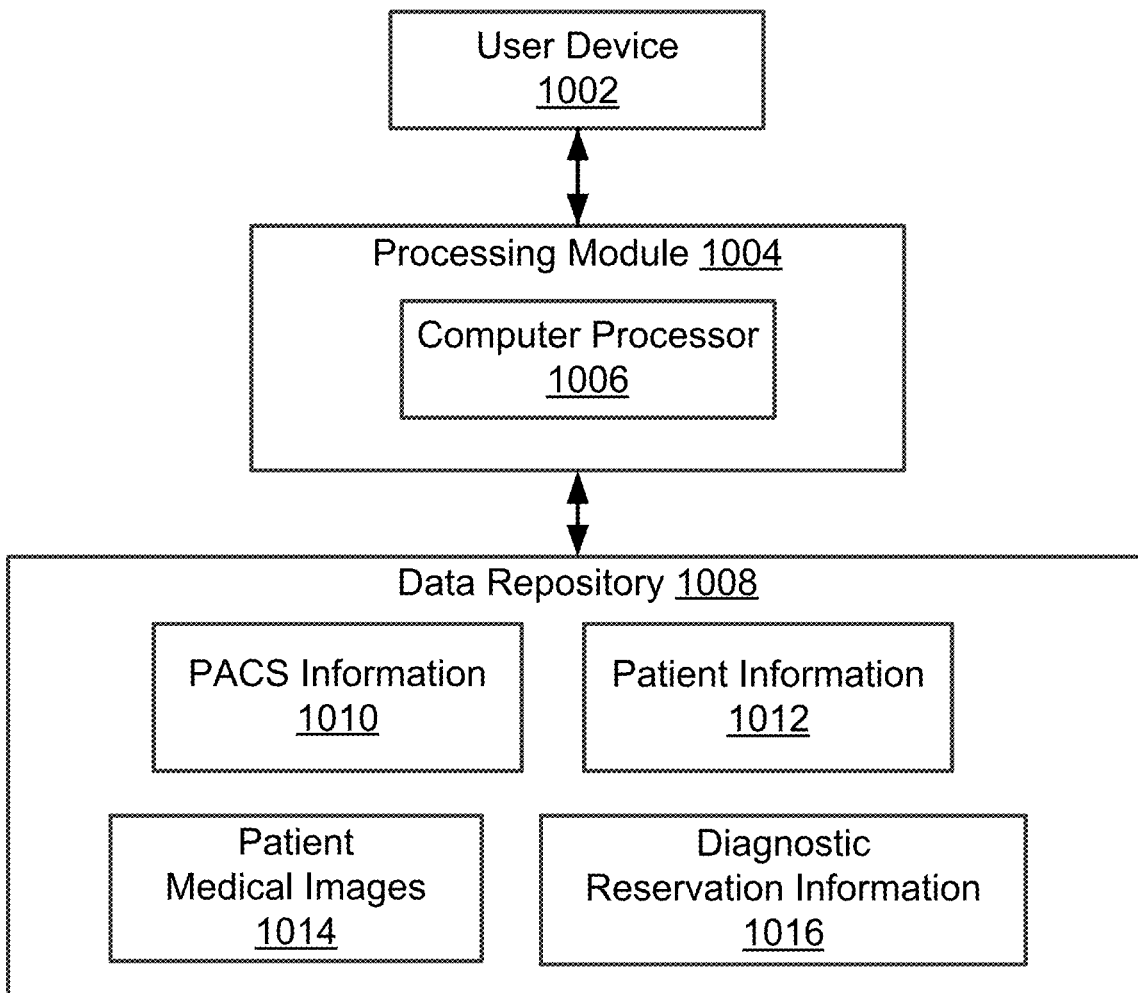 User Device
1002
Processing Module 1004
Computer Processor
1006
Data Repository 1008
PACS Information
1010
Patient Information
1012
Patient
Medical Images
1014
Diagnostic
Reservation Information
1016